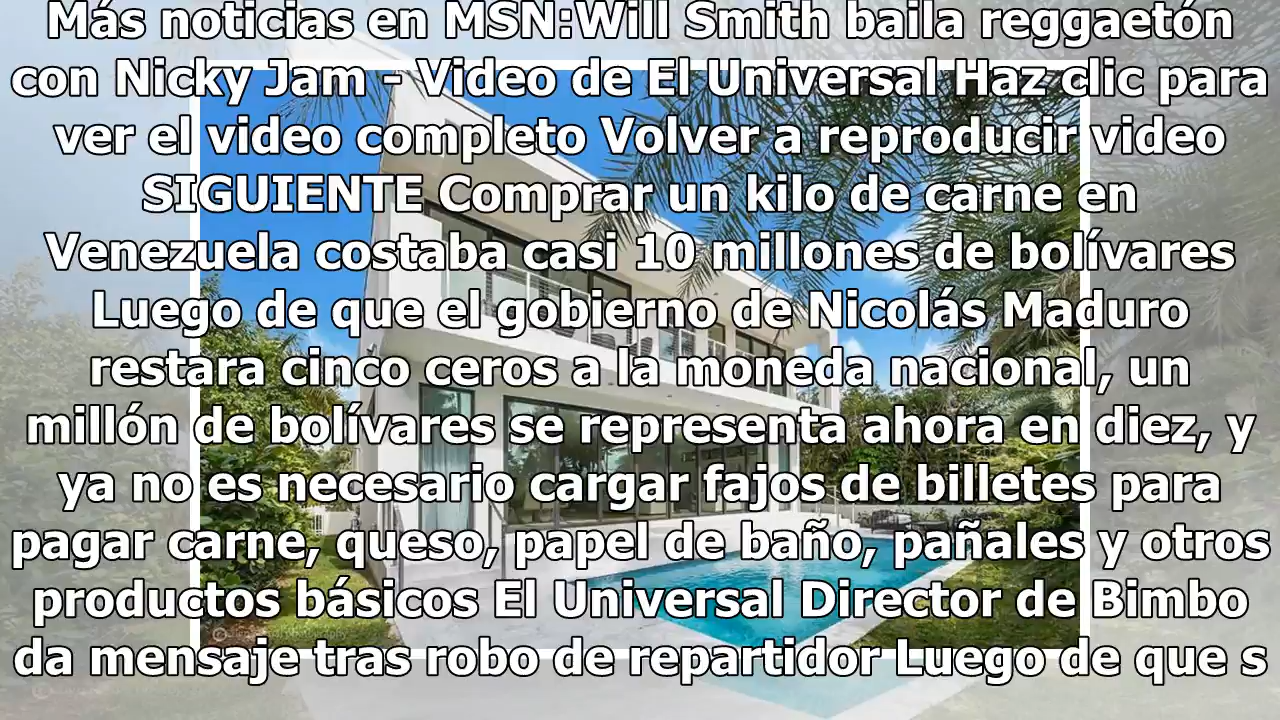 Más noticias en MSN:Will Smith baila reggaetón
con Nicky Jam - Video de El Universal Haz clic para
ver el video completo Volver a reproducir video
SIGUIENTE Comprar un kilo de carne en
Venezuela costaba casi 10 millones de bolívares
Luego de que el gobierno de Nicolás Maduro
restara cinco ceros a la moneda nacional, un
millón de bolívares se representa ahora en diez, y
ya no es necesario cargar fajos de billetes para
pagar carne, queso, papel de baño, pañales y otros
productos básicos El Universal Director de Bimbo
da mensaje tras robo de repartidor Luego de que s